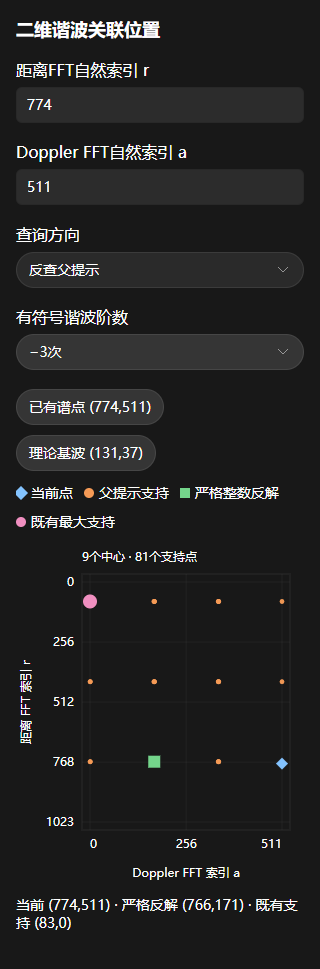 二维谐波关联位置
距离FFT自然索引 r
774
Doppler FFT自然索引 a
511
查询方向
反查父提示
有符号谐波阶数
−3次
已有谱点 (774,511)
理论基波 (131,37)
当前点 父提示支持 严格整数反解
既有最大支持
9个中心 · 81个支持点
0
256
512
768
1023
距离 FFT 索引 r
0 256 511
Doppler FFT 索引 a
当前 (774,511) · 严格反解 (766,171) · 既有支
持 (83,0)